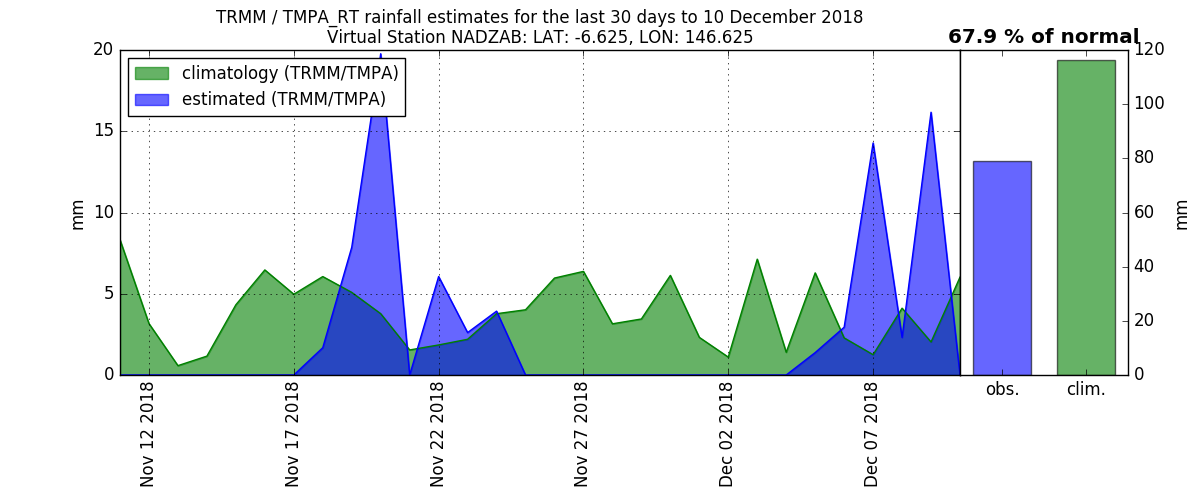 TRMM / TMPA_RT rainfall estimates for the last 30 days to 10 December 2018
Virtual Station NADZAB: LAT: -6.625, LON: 146.625
67.9 % of normal
climatology (TRMM/TMPA)
estimated (TRMM/TMPA)
20
15
10
5
0
mm
120
100
80
60
40
20
0
mm
Nov 12 2018
Nov 17 2018
Nov 22 2018
Nov 27 2018
Dec 02 2018
Dec 07 2018
obs.
clim.